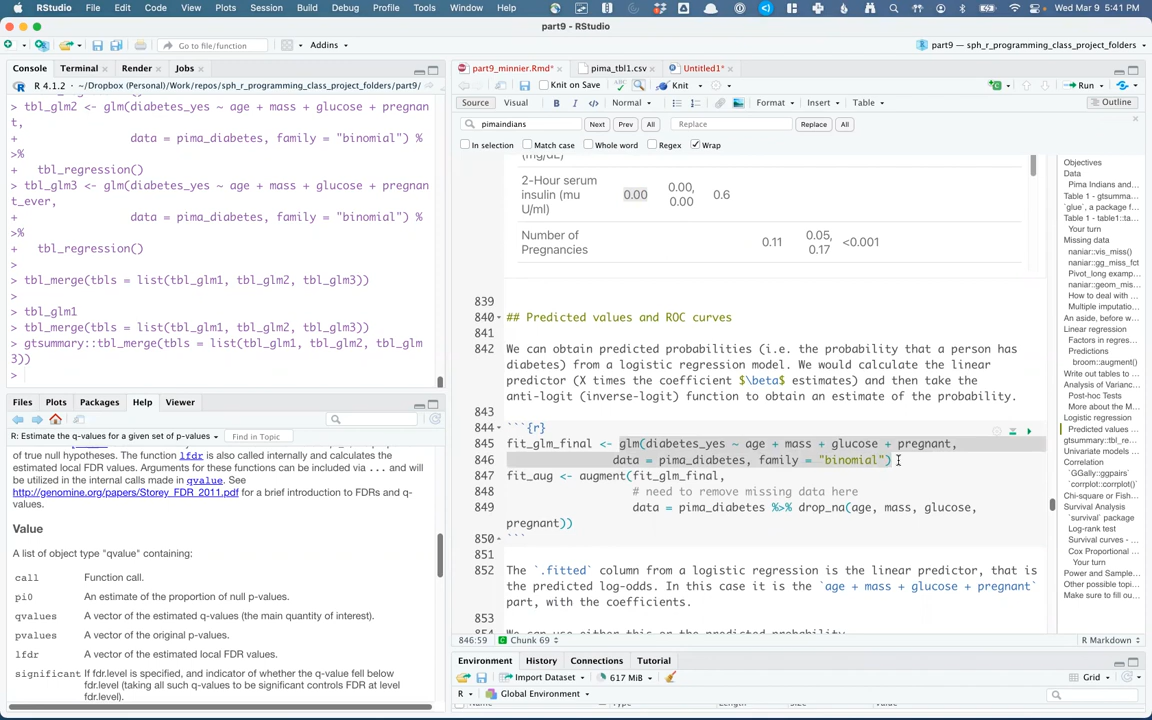 RStudio File Edit Code View Plots Session Build Debug Profile Tools Window Help Wed Mar 9 5:41 PM
part9 - RStudio
Go to file/function Addins part9 — sph_r_programming_class_project_folders
Console Terminal Render Jobs
R 4.1.2 · ~/Dropbox (Personal)/Work/repos/sph_r_programming_class_project_folders/part9/
> tbl_glm2 <- glm(diabetes_yes ~ age + mass + glucose + pregnan
t,
+ data = pima_diabetes, family = "binomial") %
>%
+ tbl_regression()
> tbl_glm3 <- glm(diabetes_yes ~ age + mass + glucose + pregnan
t_ever,
+ data = pima_diabetes, family = "binomial") %
>%
+ tbl_regression()
>
> tbl_merge(tbls = list(tbl_glm1, tbl_glm2, tbl_glm3))
>
> tbl_glm1
> tbl_merge(tbls = list(tbl_glm1, tbl_glm2, tbl_glm3))
> gtsummary::tbl_merge(tbls = list(tbl_glm1, tbl_glm2, tbl_glm
3))
>
Files Plots Packages Help Viewer
R: Estimate the q-values for a given set of p-values Find in Topic
of true null hypotheses. The function lfdr is also called internally and calculates the
estimated local FDR values. Arguments for these functions can be included via ... and will
be utilized in the internal calls made in qvalue. See
http://genomine.org/papers/Storey_FDR_2011.pdf for a brief introduction to FDRs and q-
values.
Value
A list of object type "qvalue" containing:
call Function call.
pi0 An estimate of the proportion of null p-values.
qvalues A vector of the estimated q-values (the main quantity of interest).
pvalues A vector of the original p-values.
lfdr A vector of the estimated local FDR values.
significant If fdr.level is specified, and indicator of whether the q-value fell below
fdr.level (taking all such q-values to be significant controls FDR at level
fdr.level).
part9_minnier.Rmd* pima_tbl1.csv Untitled1*
Knit on Save Knit Run
Source Visual B I Normal Format Insert Table Outline
pimaindians Next Prev All Replace Replace All
In selection Match case Whole word Regex Wrap
(mg/dL)
2-Hour serum
insulin (mu
U/ml)
0.00 0.00,
0.00 0.6
Number of
Pregnancies
0.11 0.05,
0.17 <0.001
839
840 ## Predicted values and ROC curves
841
842 We can obtain predicted probabilities (i.e. the probability that a person has
diabetes) from a logistic regression model. We would calculate the linear
predictor (X times the coefficient $\beta$ estimates) and then take the
anti-logit (inverse-logit) function to obtain an estimate of the probability.
843
844 ```{r}
845 fit_glm_final <- glm(diabetes_yes ~ age + mass + glucose + pregnant,
846 data = pima_diabetes, family = "binomial")
847 fit_aug <- augment(fit_glm_final,
848 # need to remove missing data here
849 data = pima_diabetes %>% drop_na(age, mass, glucose,
pregnant))
850 ```
851
852 The `.fitted` column from a logistic regression is the linear predictor, that is
the predicted log-odds. In this case it is the `age + mass + glucose + pregnant`
part, with the coefficients.
853
854 We can use either this or the predicted probability
846:59 Chunk 69 R Markdown
Objectives
Data
Pima Indians and...
Table 1 - gtsumma...
`glue`, a package f...
Table 1 - table1::ta...
Your turn
Missing data
naniar::vis_miss()
naniar::gg_miss_fct
Pivot_long examp...
naniar::geom_mis...
How to deal with ...
Multiple imputatio...
An aside, before w...
Linear regression
Factors in regres...
Predictions
broom::augment()
Write out tables to ...
Analysis of Varianc...
Post-hoc Tests
More about the Mo...
Logistic regression
Predicted values ...
gtsummary::tbl_re...
Univariate models ...
Correlation
`GGally::ggpairs`
`corrplot::corrplot()`
Chi-square or Fish...
Survival Analysis
`survival` package
Log-rank test
Survival curves - ...
Cox Proportional ...
Your turn
Power and Sample...
Other possible topi...
Make sure to fill ou...
Environment History Connections Tutorial
Import Dataset 617 MiB Grid
R Global Environment
Name Type Length Size Value